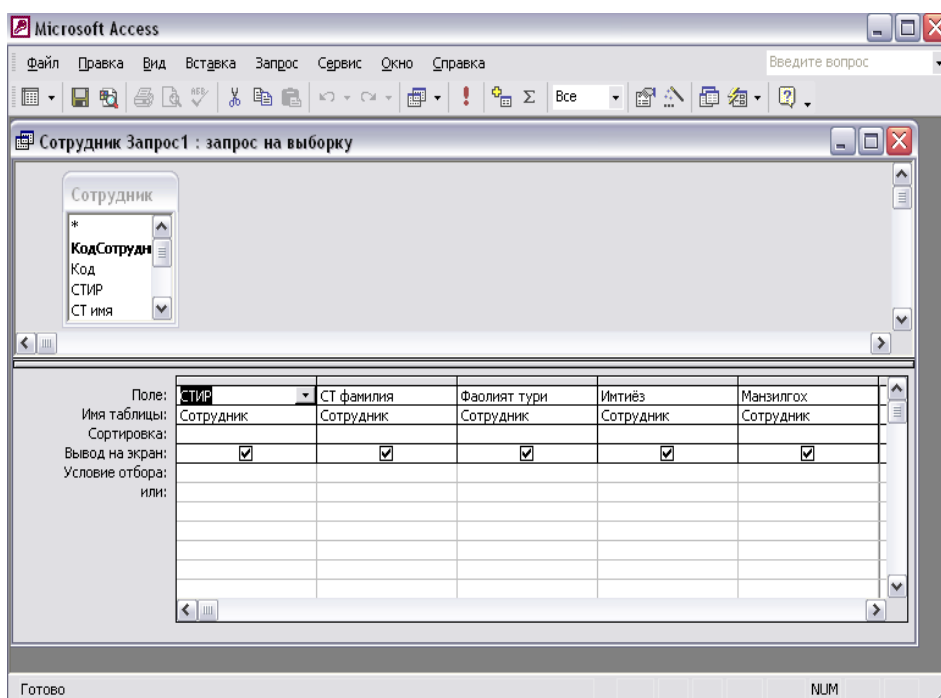 Microsoft Access
Файл Правка Вид Вставка Запрос Сервис Окно Справка Введите вопрос
Все
Сотрудник Запрос1 : запрос на выборку
Сотрудник
*
КодСотрудн
Код
СТИР
СТ имя
Поле: СТИР СТ фамилия Фаолият тури Имтиёз Манзилгох
Имя таблицы: Сотрудник Сотрудник Сотрудник Сотрудник Сотрудник
Сортировка:
Вывод на экран:
Условие отбора:
или:
Готово NUM